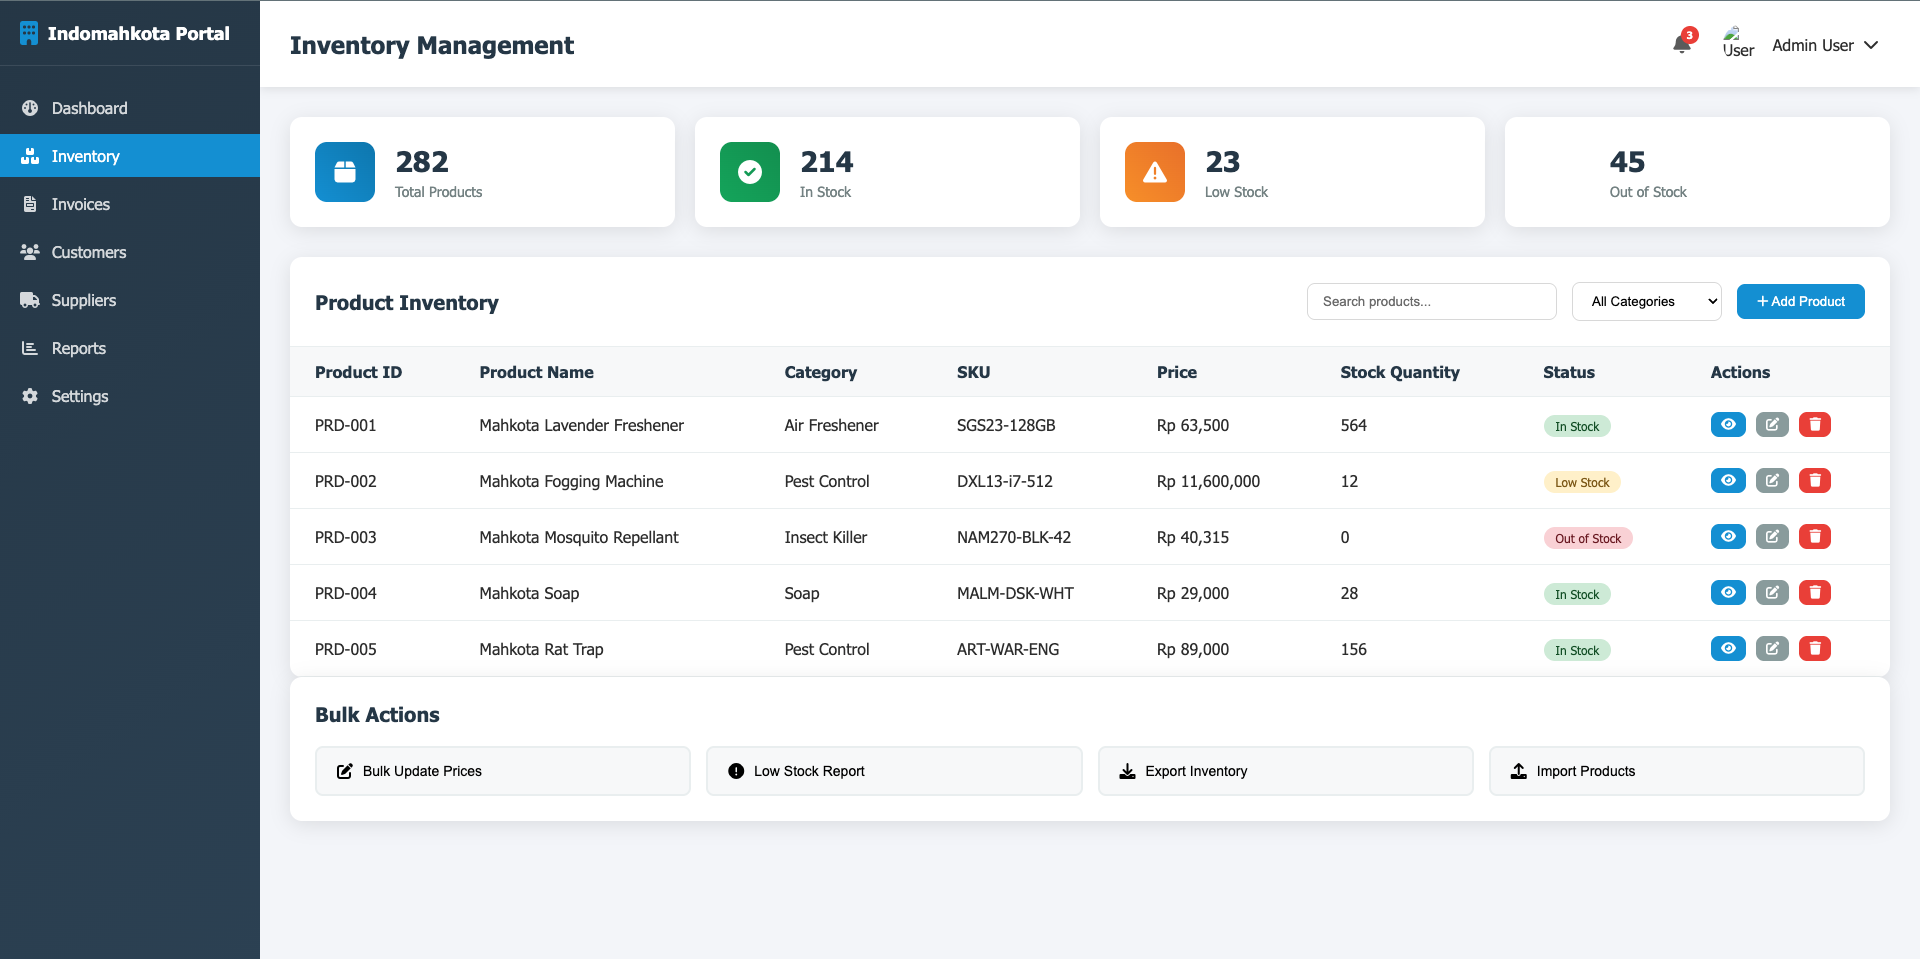 Indomahkota Portal
Dashboard
Inventory
Invoices
Customers
Suppliers
Reports
Settings
Inventory Management
3
User
Admin User
282
Total Products
214
In Stock
23
Low Stock
45
Out of Stock
Product Inventory
Search products...
All Categories
Add Product
Product ID Product Name Category SKU Price Stock Quantity Status Actions
PRD-001 Mahkota Lavender Freshener Air Freshener SGS23-128GB Rp 63,500 564 In Stock
PRD-002 Mahkota Fogging Machine Pest Control DXL13-i7-512 Rp 11,600,000 12 Low Stock
PRD-003 Mahkota Mosquito Repellant Insect Killer NAM270-BLK-42 Rp 40,315 0 Out of Stock
PRD-004 Mahkota Soap Soap MALM-DSK-WHT Rp 29,000 28 In Stock
PRD-005 Mahkota Rat Trap Pest Control ART-WAR-ENG Rp 89,000 156 In Stock
Bulk Actions
Bulk Update Prices
Low Stock Report
Export Inventory
Import Products